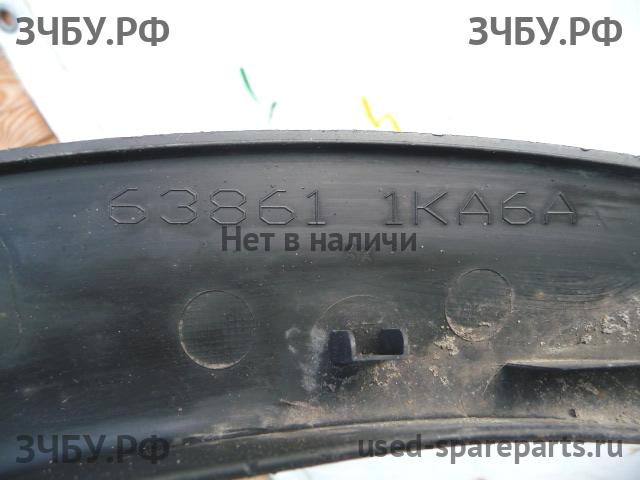 ЗЧБУ.РФ ЗЧБУ.РФ
63861 1KA6A
Нет в наличи
ЗЧБУ.РФ used-spareparts.ru